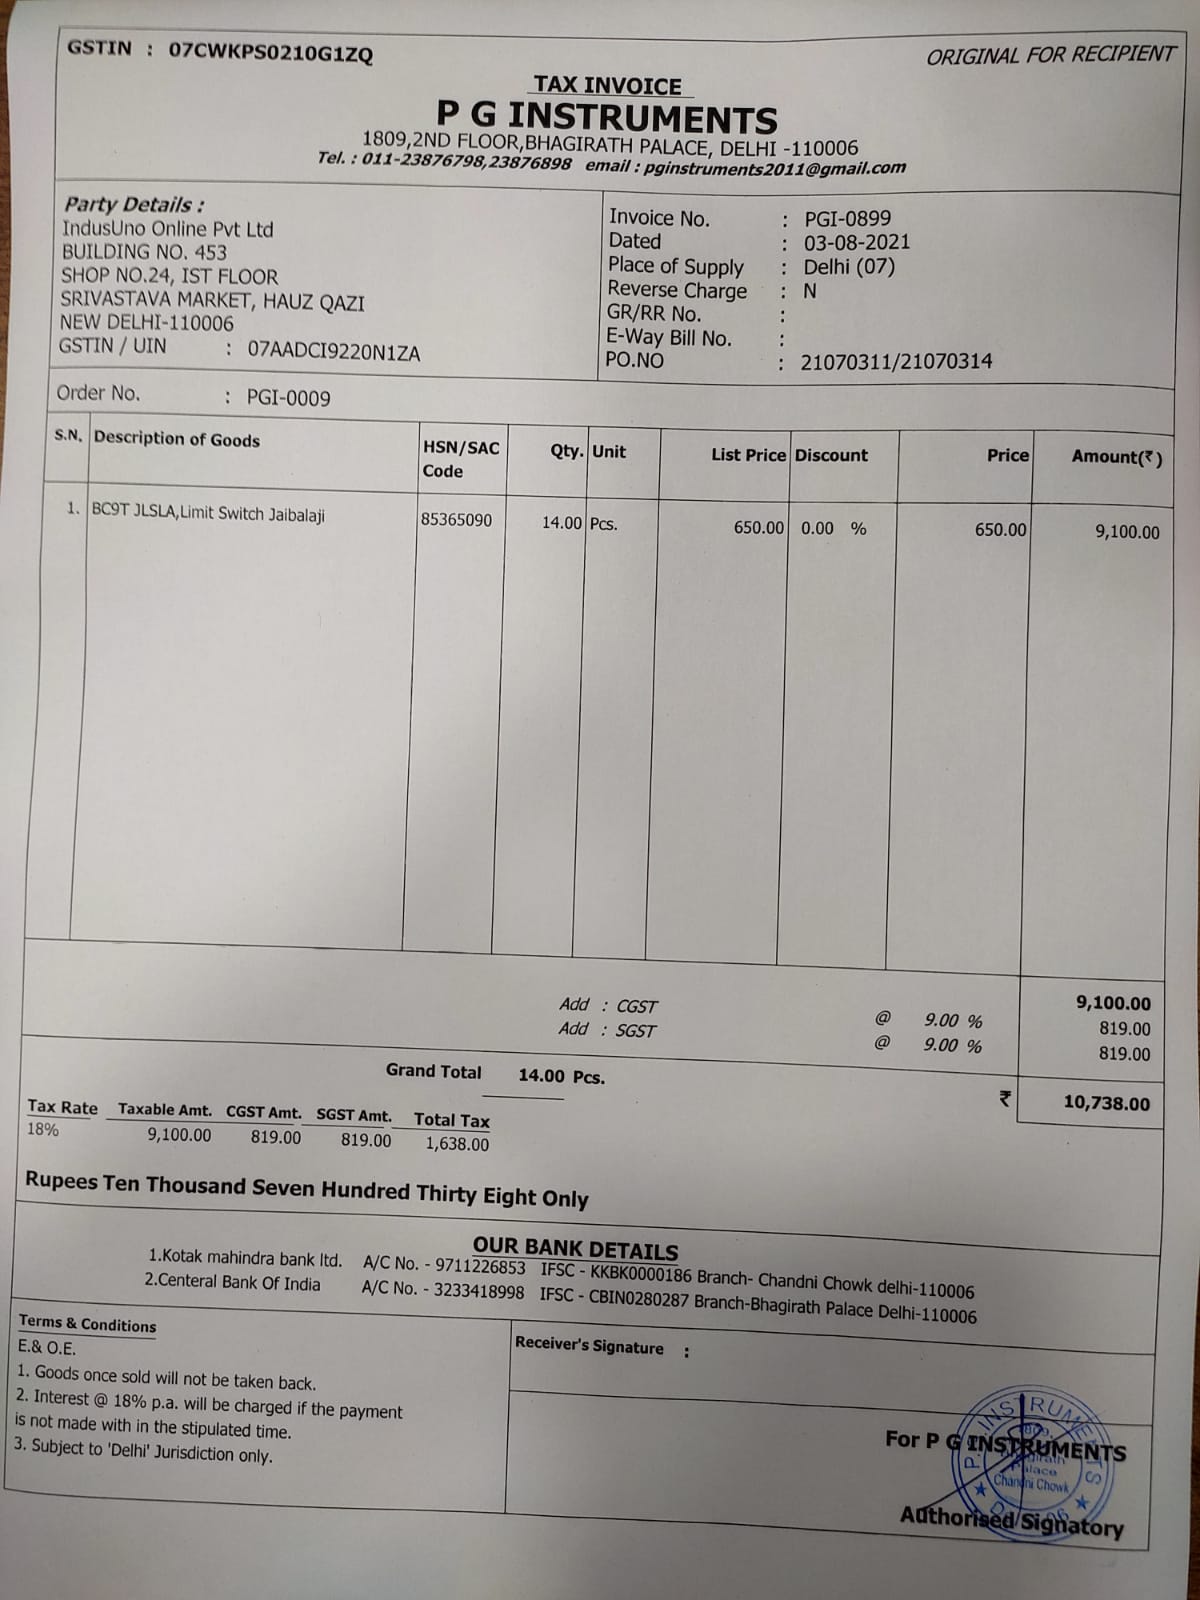 GSTIN : 07CWKPS0210G1ZQ ORIGINAL FOR RECIPIENT
TAX INVOICE
P G INSTRUMENTS
1809,2ND FLOOR,BHAGIRATH PALACE, DELHI -110006
Tel. : 011-23876798,23876898 email : pginstruments2011@gmail.com
Party Details :
IndusUno Online Pvt Ltd
BUILDING NO. 453
SHOP NO.24, IST FLOOR
SRIVASTAVA MARKET, HAUZ QAZI
NEW DELHI-110006
GSTIN / UIN : 07AADCI9220N1ZA
Invoice No. : PGI-0899
Dated : 03-08-2021
Place of Supply : Delhi (07)
Reverse Charge : N
GR/RR No. :
E-Way Bill No. :
PO.NO : 21070311/21070314
Order No. : PGI-0009
S.N. Description of Goods HSN/SAC Code Qty. Unit List Price Discount Price Amount(₹)
1. BC9T JLSLA,Limit Switch Jaibalaji 85365090 14.00 Pcs. 650.00 0.00 % 650.00 9,100.00
9,100.00
Add : CGST @ 9.00 % 819.00
Add : SGST @ 9.00 % 819.00
Grand Total 14.00 Pcs. ₹ 10,738.00
Tax Rate Taxable Amt. CGST Amt. SGST Amt. Total Tax
18% 9,100.00 819.00 819.00 1,638.00
Rupees Ten Thousand Seven Hundred Thirty Eight Only
OUR BANK DETAILS
1.Kotak mahindra bank ltd. A/C No. - 9711226853 IFSC - KKBK0000186 Branch- Chandni Chowk delhi-110006
2.Centeral Bank Of India A/C No. - 3233418998 IFSC - CBIN0280287 Branch-Bhagirath Palace Delhi-110006
Terms & Conditions
E.& O.E.
1. Goods once sold will not be taken back.
2. Interest @ 18% p.a. will be charged if the payment
is not made with in the stipulated time.
3. Subject to 'Delhi' Jurisdiction only.
Receiver's Signature :
For P G INSTRUMENTS
P.G. INSTRUMENTS
1809,
Palace
Chandni Chowk
Authorised Signatory